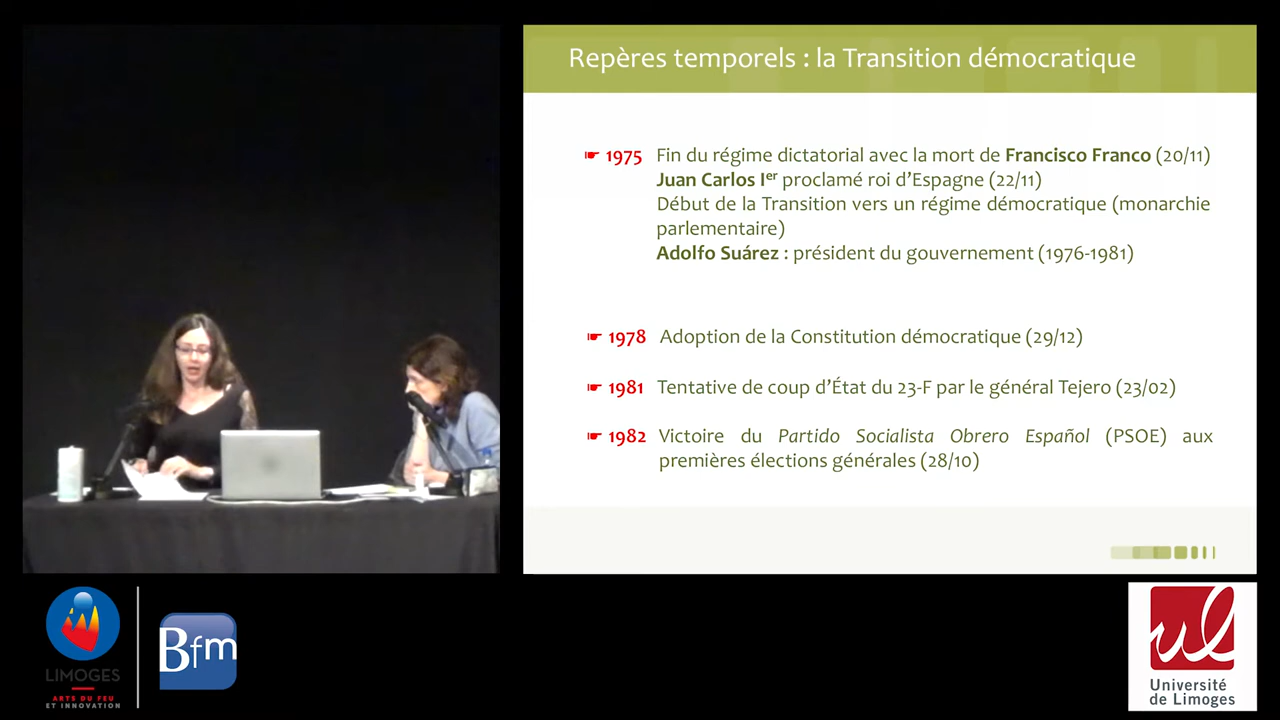 Repères temporels : la Transition démocratique
☛ 1975 Fin du régime dictatorial avec la mort de Francisco Franco (20/11)
Juan Carlos Ier proclamé roi d'Espagne (22/11)
Début de la Transition vers un régime démocratique (monarchie
parlementaire)
Adolfo Suárez : président du gouvernement (1976-1981)
☛ 1978 Adoption de la Constitution démocratique (29/12)
☛ 1981 Tentative de coup d'État du 23-F par le général Tejero (23/02)
☛ 1982 Victoire du Partido Socialista Obrero Español (PSOE) aux
premières élections générales (28/10)
LIMOGES
ARTS DU FEU
ET INNOVATION
Bfm
ul
Université
de Limoges